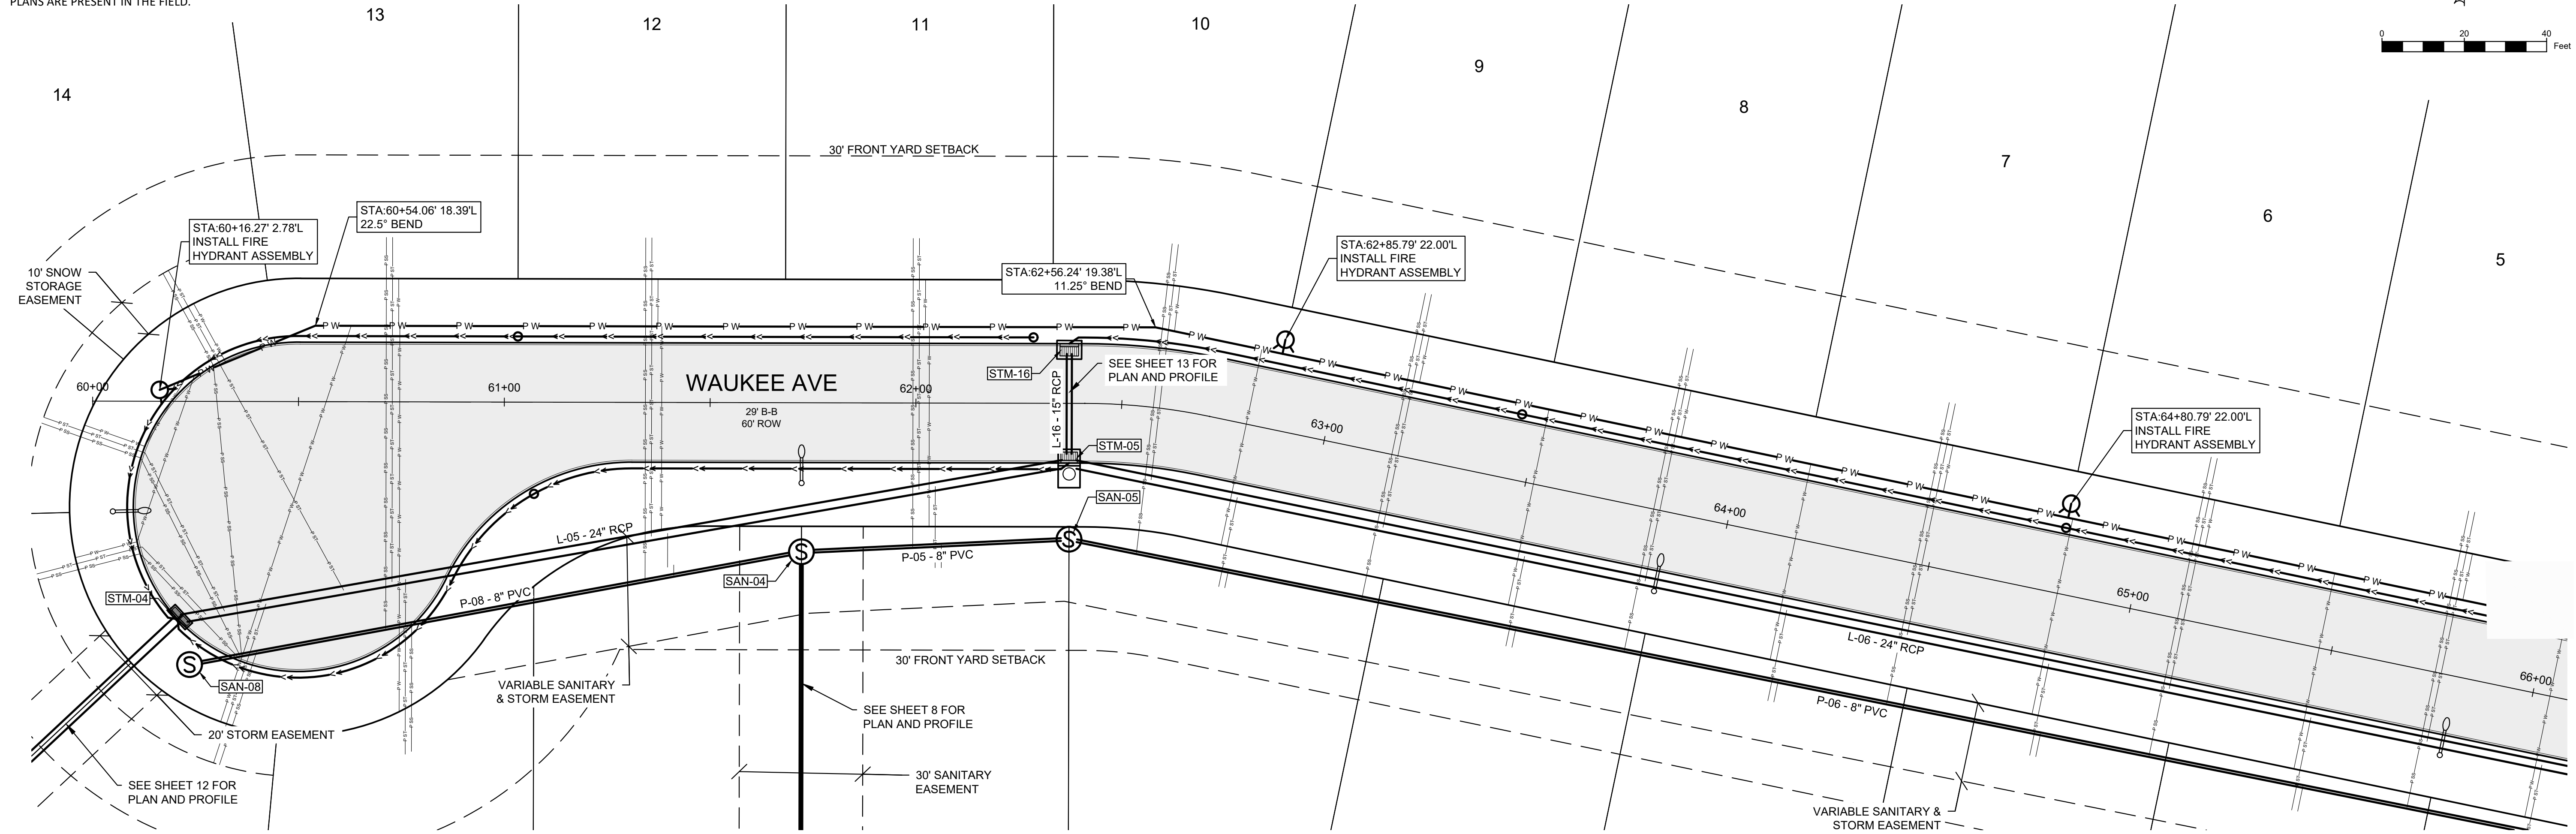 PLANS ARE PRESENT IN THE FIELD.
13
12
11
10
9
8
7
6
5
14
0 20 40
Feet
30' FRONT YARD SETBACK
STA:60+54.06' 18.39'L
22.5° BEND
STA:60+16.27' 2.78'L
INSTALL FIRE
HYDRANT ASSEMBLY
10' SNOW
STORAGE
EASEMENT
STA:62+56.24' 19.38'L
11.25° BEND
STA:62+85.79' 22.00'L
INSTALL FIRE
HYDRANT ASSEMBLY
STA:64+80.79' 22.00'L
INSTALL FIRE
HYDRANT ASSEMBLY
STM-16
SEE SHEET 13 FOR
PLAN AND PROFILE
L-16 - 15" RCP
WAUKEE AVE
29' B-B
60' ROW
60+00
61+00
62+00
63+00
64+00
65+00
66+00
STM-05
SAN-05
L-05 - 24" RCP
P-05 - 8" PVC
SAN-04
P-08 - 8" PVC
STM-04
S
S
S
SAN-08
L-06 - 24" RCP
P-06 - 8" PVC
30' FRONT YARD SETBACK
VARIABLE SANITARY
& STORM EASEMENT
SEE SHEET 8 FOR
PLAN AND PROFILE
20' STORM EASEMENT
30' SANITARY
EASEMENT
SEE SHEET 12 FOR
PLAN AND PROFILE
VARIABLE SANITARY &
STORM EASEMENT
P W
P SS
P ST